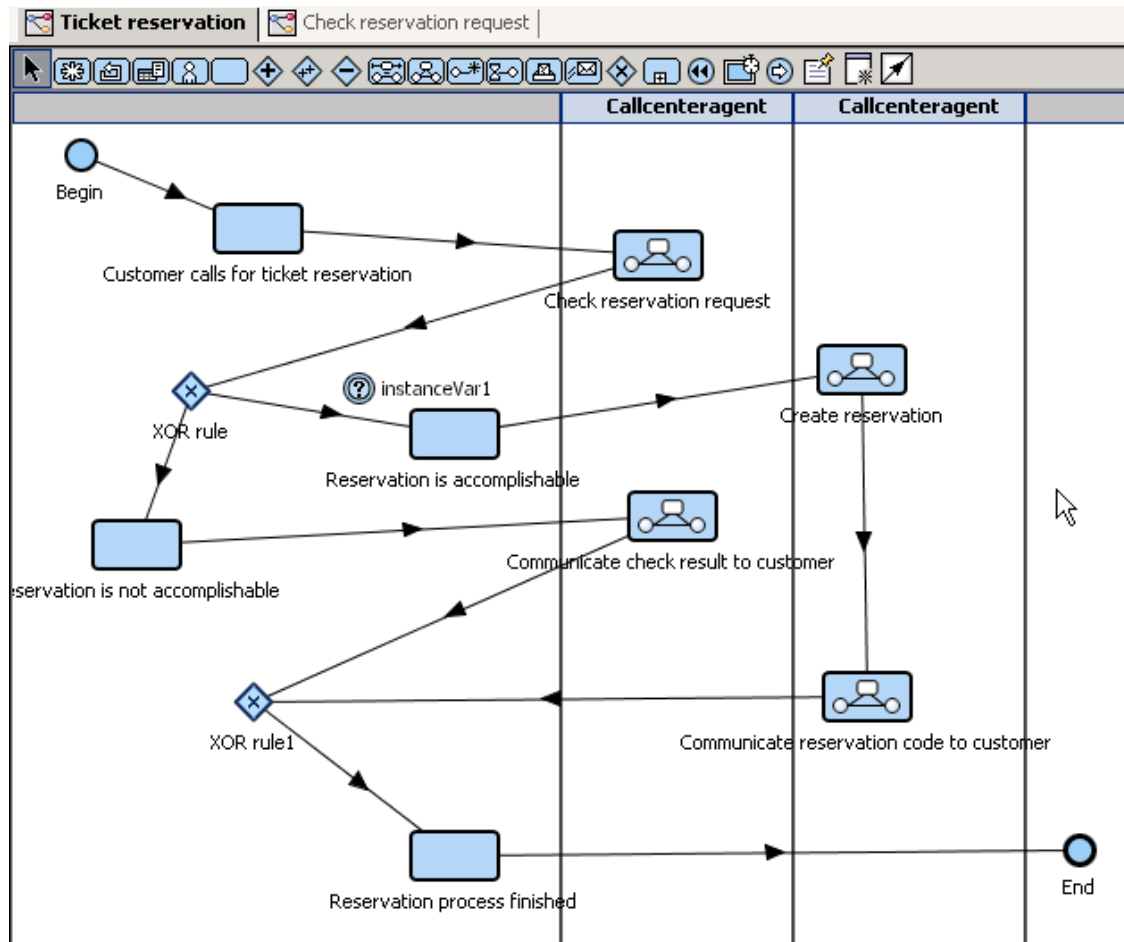 Ticket reservation
Check reservation request
Callcenteragent
Callcenteragent
Begin
Customer calls for ticket reservation
Check reservation request
instanceVar1
XOR rule
Create reservation
Reservation is accomplishable
Communicate check result to customer
eservation is not accomplishable
XOR rule1
Communicate reservation code to customer
Reservation process finished
End